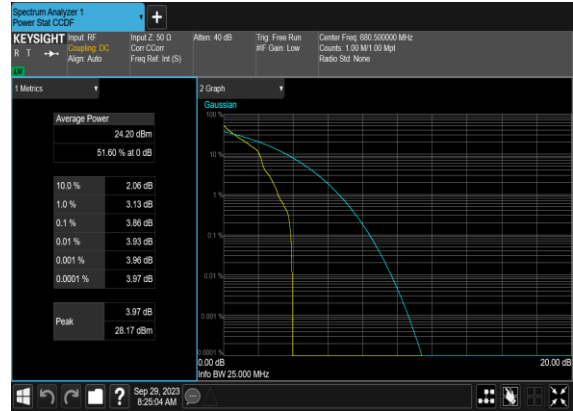 Spectrum Analyzer 1
Power Stat CCDF
KEYSIGHT
R T
LXI
Input: RF
Coupling: DC
Align: Auto
Input Z: 50 Ω
Corr CCorr
Freq Ref: Int (S)
Atten: 40 dB
Trig: Free Run
#IF Gain: Low
Center Freq: 680.500000 MHz
Counts: 1.00 M/1.00 Mpt
Radio Std: None
1 Metrics
Average Power
24.20 dBm
51.60 % at 0 dB
10.0 % 2.06 dB
1.0 % 3.13 dB
0.1 % 3.86 dB
0.01 % 3.93 dB
0.001 % 3.96 dB
0.0001 % 3.97 dB
Peak
3.97 dB
28.17 dBm
2 Graph
Gaussian
100 %
10 %
1 %
0.1 %
0.01 %
0.001 %
0.0001 %
0.00 dB 20.00 dB
Info BW 25.000 MHz
?
Sep 29, 2023
8:25:04 AM